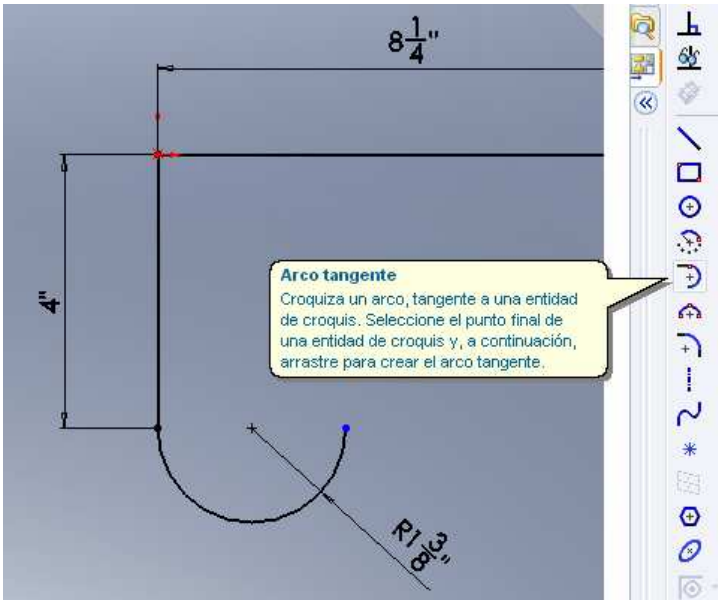 8 1/4"
4"
Arco tangente
Croquiza un arco, tangente a una entidad
de croquis. Seleccione el punto final de
una entidad de croquis y, a continuación,
arrastre para crear el arco tangente.
R1 3/8"